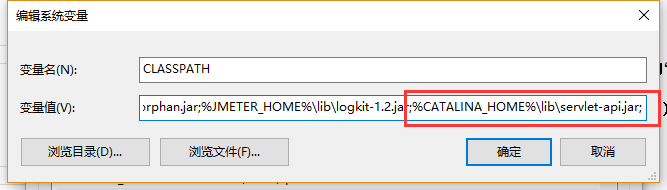 编辑系统变量
变量名(N):
CLASSPATH
变量值(V):
orphan.jar;%JMETER_HOME%\lib\logkit-1.2.jar;%CATALINA_HOME%\lib\servlet-api.jar;
浏览目录(D)...
浏览文件(F)...
确定
取消